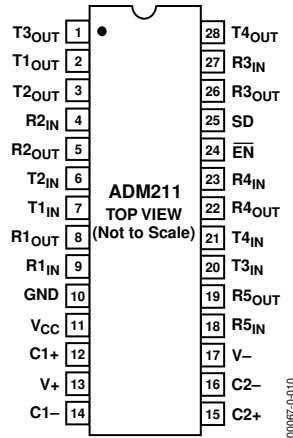 T3OUT 1
T1OUT 2
T2OUT 3
R2IN 4
R2OUT 5
T2IN 6
T1IN 7
R1OUT 8
R1IN 9
GND 10
VCC 11
C1+ 12
V+ 13
C1– 14
ADM211
TOP VIEW
(Not to Scale)
28 T4OUT
27 R3IN
26 R3OUT
25 SD
24 E̅N̅
23 R4IN
22 R4OUT
21 T4IN
20 T3IN
19 R5OUT
18 R5IN
17 V–
16 C2–
15 C2+
00067-0-010